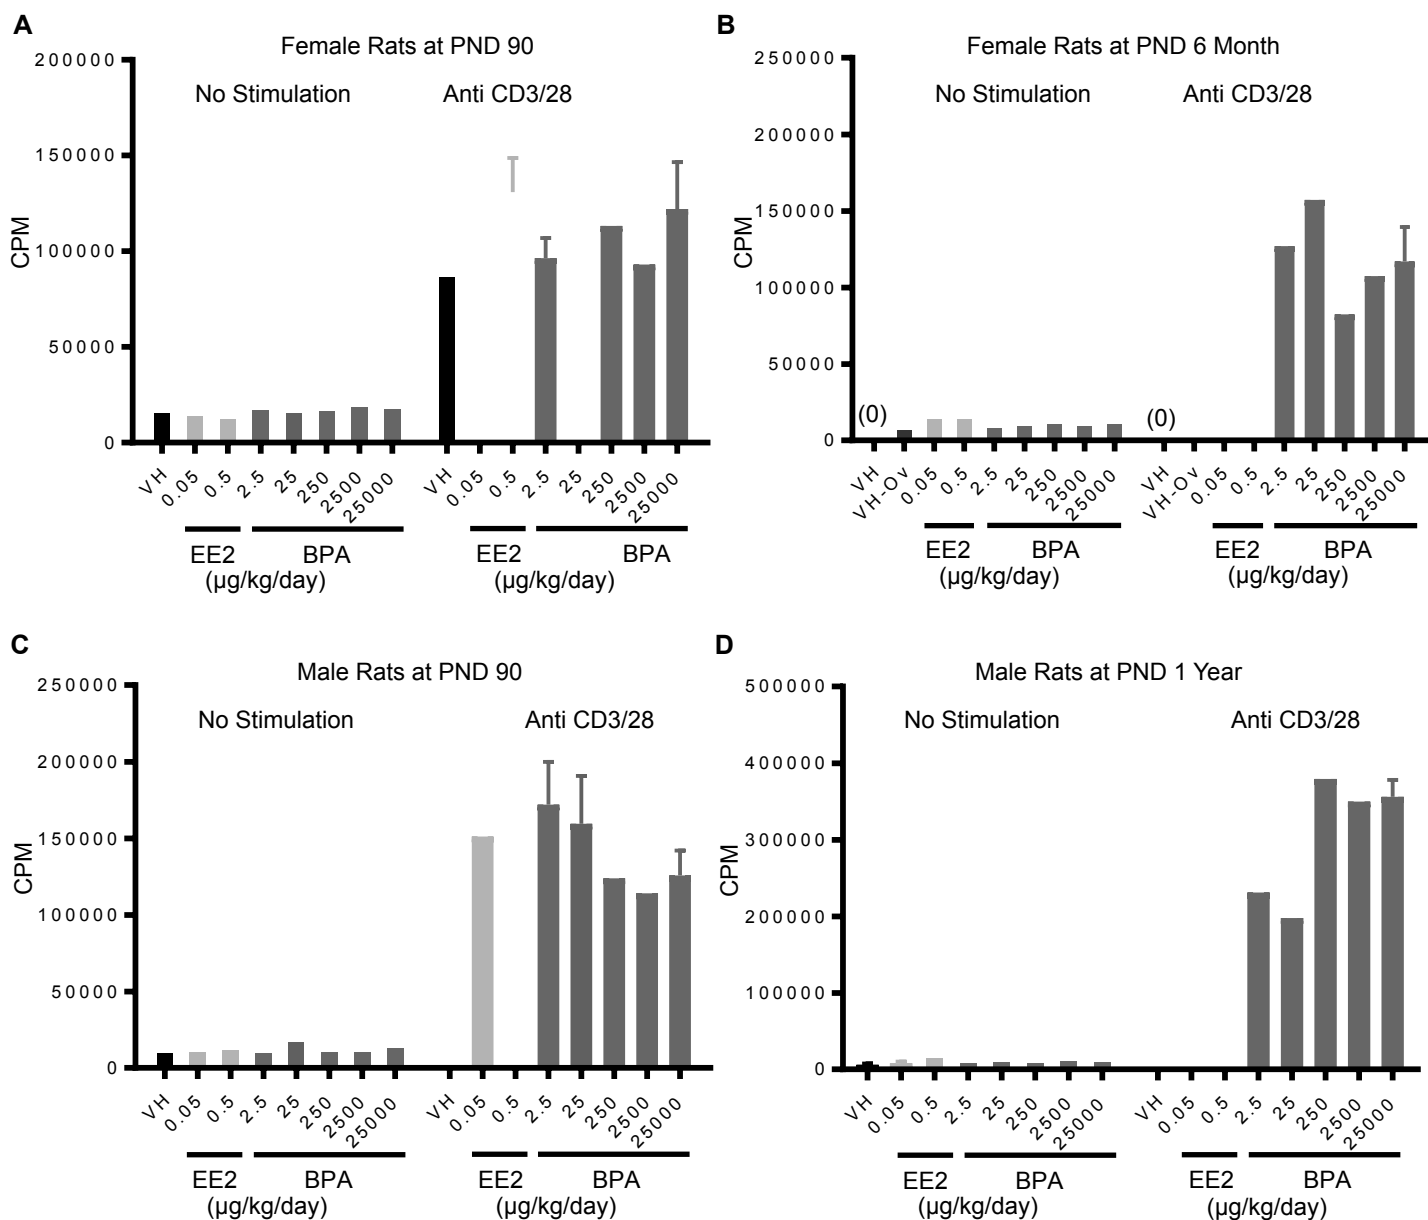 A
Female Rats at PND 90
No Stimulation
Anti CD3/28
CPM
200000
150000
100000
50000
0
VH
0.05
0.5
2.5
25
250
2500
25000
VH
0.05
0.5
2.5
25
250
2500
25000
EE2
BPA
(µg/kg/day)
EE2
BPA
(µg/kg/day)
B
Female Rats at PND 6 Month
No Stimulation
Anti CD3/28
CPM
250000
200000
150000
100000
50000
0
(0)
(0)
VH
VH-Ov
0.05
0.5
2.5
25
250
2500
25000
VH
VH-Ov
0.05
0.5
2.5
25
250
2500
25000
EE2
BPA
(µg/kg/day)
EE2
BPA
(µg/kg/day)
C
Male Rats at PND 90
No Stimulation
Anti CD3/28
CPM
250000
200000
150000
100000
50000
0
VH
0.05
0.5
2.5
25
250
2500
25000
VH
0.05
0.5
2.5
25
250
2500
25000
EE2
BPA
(µg/kg/day)
EE2
BPA
(µg/kg/day)
D
Male Rats at PND 1 Year
No Stimulation
Anti CD3/28
CPM
500000
400000
300000
200000
100000
0
VH
0.05
0.5
2.5
25
250
2500
25000
VH
0.05
0.5
2.5
25
250
2500
25000
EE2
BPA
(µg/kg/day)
EE2
BPA
(µg/kg/day)